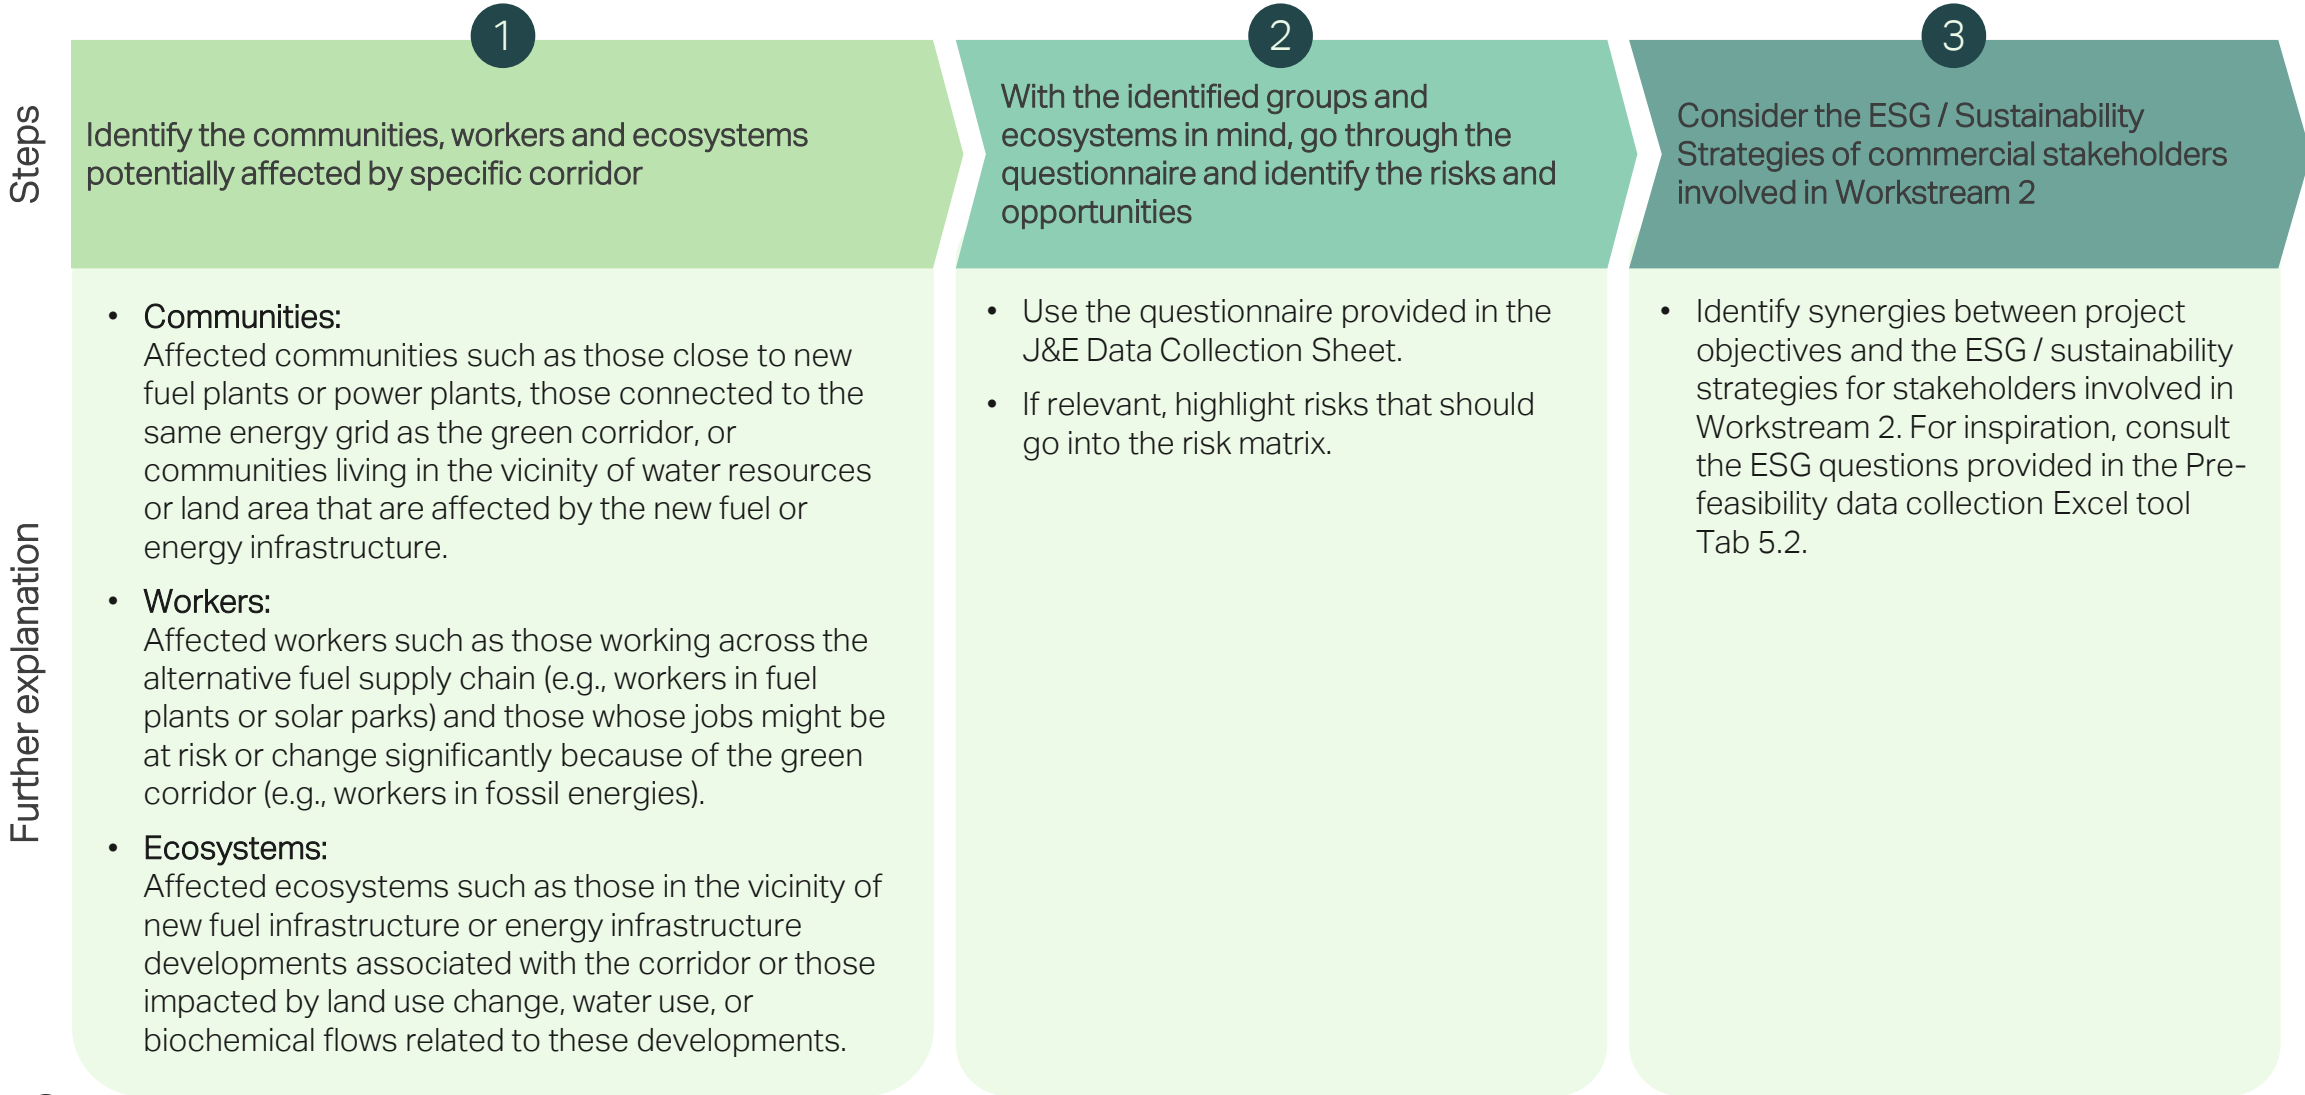 Steps
1
Identify the communities, workers and ecosystems
potentially affected by specific corridor
2
With the identified groups and
ecosystems in mind, go through the
questionnaire and identify the risks and
opportunities
3
Consider the ESG / Sustainability
Strategies of commercial stakeholders
involved in Workstream 2
Further explanation
• Communities:
Affected communities such as those close to new
fuel plants or power plants, those connected to the
same energy grid as the green corridor, or
communities living in the vicinity of water resources
or land area that are affected by the new fuel or
energy infrastructure.
• Workers:
Affected workers such as those working across the
alternative fuel supply chain (e.g., workers in fuel
plants or solar parks) and those whose jobs might be
at risk or change significantly because of the green
corridor (e.g., workers in fossil energies).
• Ecosystems:
Affected ecosystems such as those in the vicinity of
new fuel infrastructure or energy infrastructure
developments associated with the corridor or those
impacted by land use change, water use, or
biochemical flows related to these developments.
• Use the questionnaire provided in the
J&E Data Collection Sheet.
• If relevant, highlight risks that should
go into the risk matrix.
• Identify synergies between project
objectives and the ESG / sustainability
strategies for stakeholders involved in
Workstream 2. For inspiration, consult
the ESG questions provided in the Pre-
feasibility data collection Excel tool
Tab 5.2.